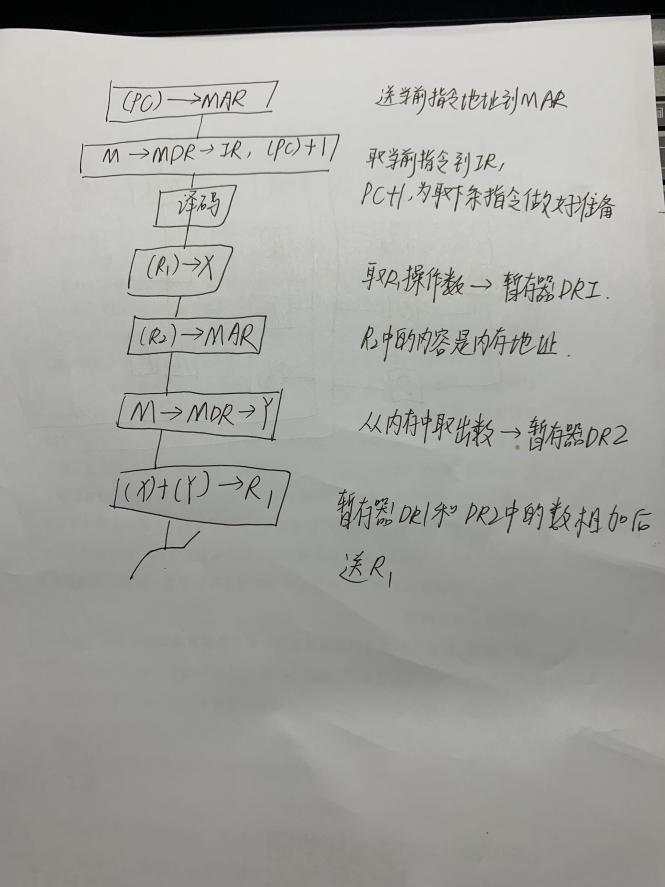 (PC)→MAR 送当前指令地址到MAR
M→MDR→IR, (PC)+1 取当前指令到IR,
PC+1,为取下条指令做好准备
译码
(R₁)→X 取R₁操作数→暂存器DR1.
(R₂)→MAR R₂中的内容是内存地址.
M→MDR→Y 从内存中取出数→暂存器DR2
(X)+(Y)→R₁ 暂存器DR1和DR2中的数相加后
送R₁